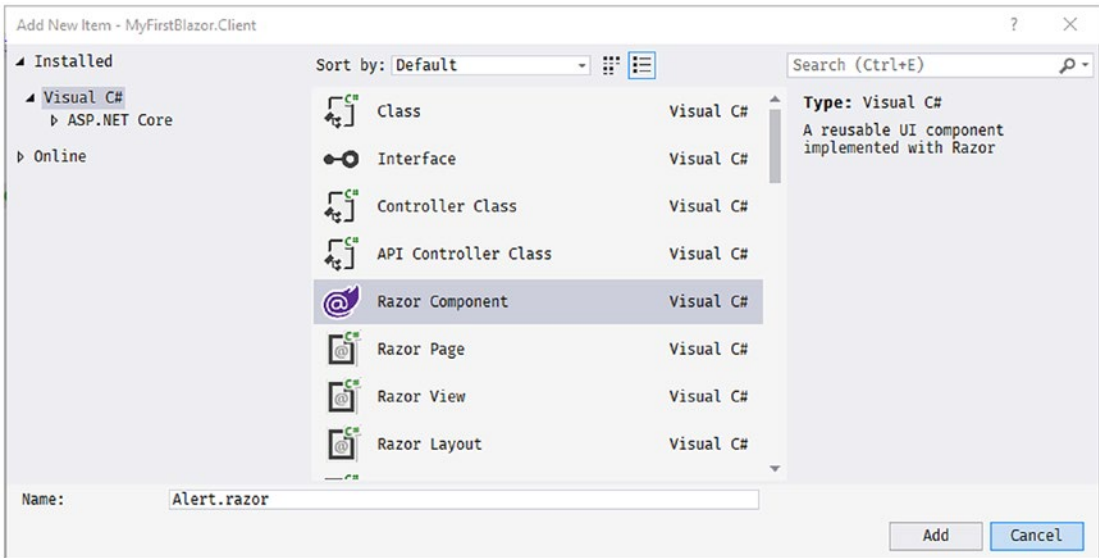 Add New Item - MyFirstBlazor.Client ? ×
Installed
Visual C#
ASP.NET Core
Online
Sort by: Default
Search (Ctrl+E)
Class Visual C#
Interface Visual C#
Controller Class Visual C#
API Controller Class Visual C#
Razor Component Visual C#
Razor Page Visual C#
Razor View Visual C#
Razor Layout Visual C#
Type: Visual C#
A reusable UI component
implemented with Razor
Name: Alert.razor
Add Cancel